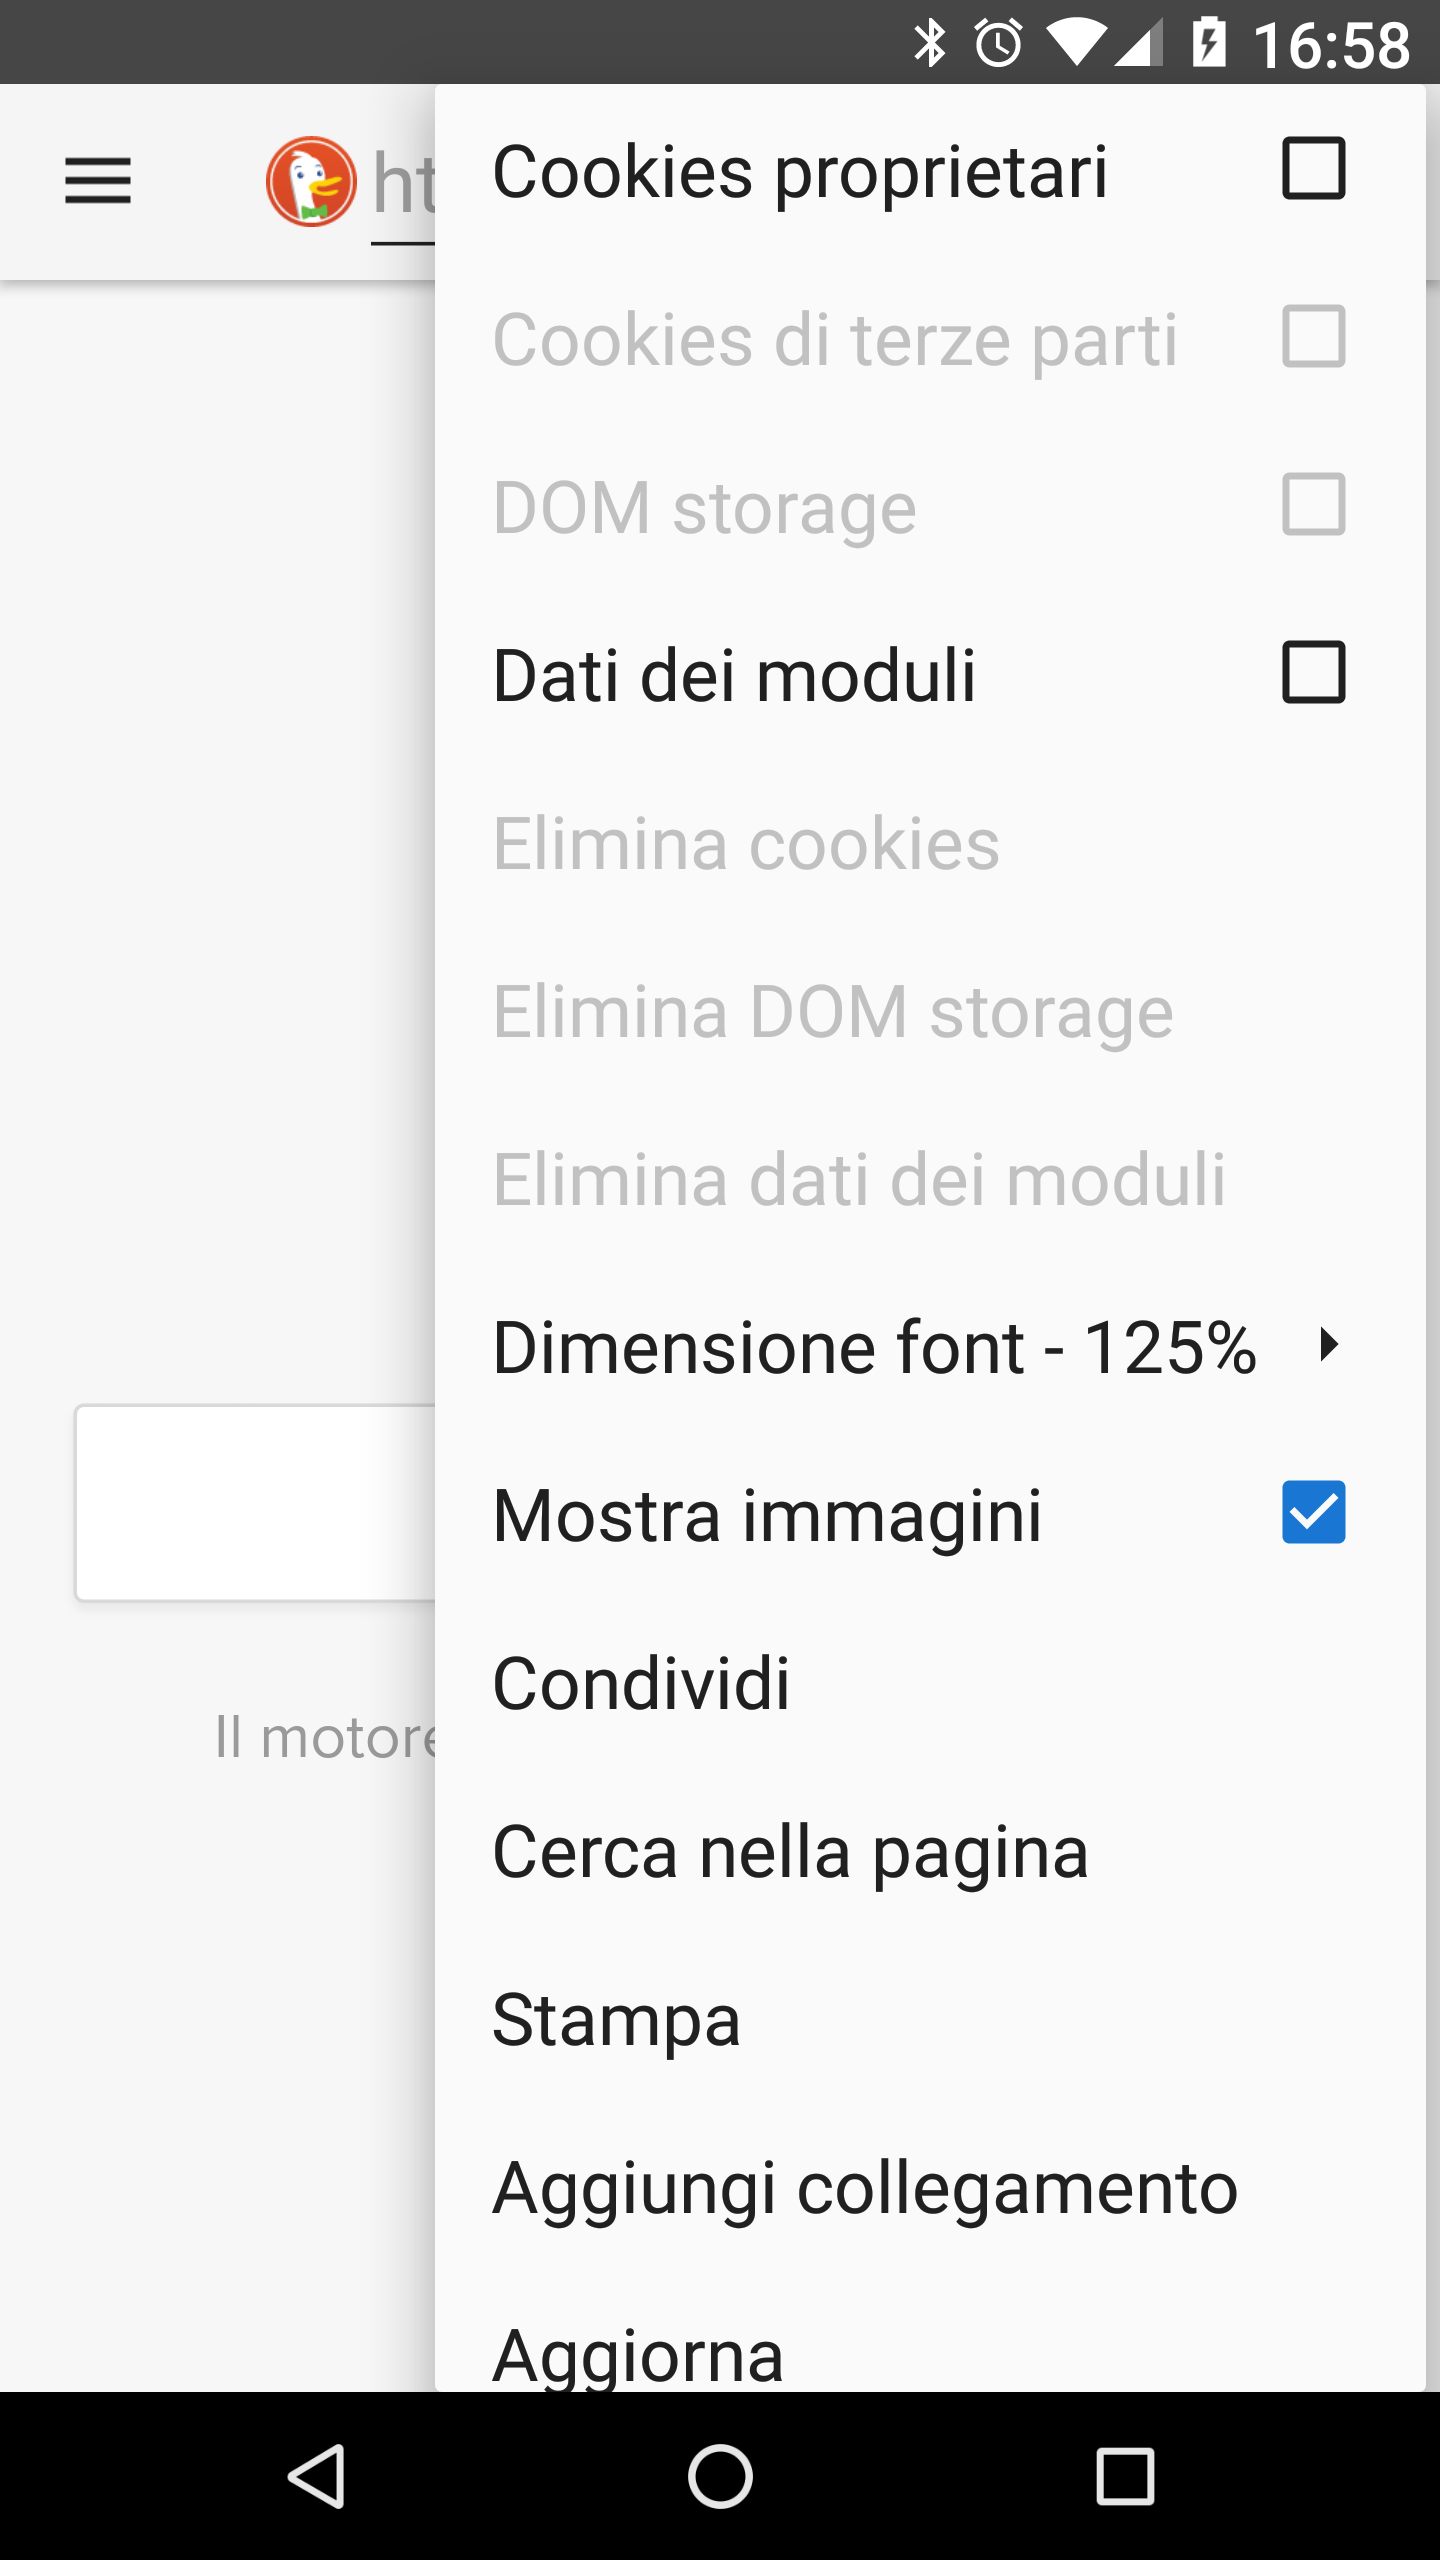 16:58
ht
Cookies proprietari
Cookies di terze parti
DOM storage
Dati dei moduli
Elimina cookies
Elimina DOM storage
Elimina dati dei moduli
Dimensione font - 125%
Mostra immagini
Condividi
Il motore
Cerca nella pagina
Stampa
Aggiungi collegamento
Aggiorna